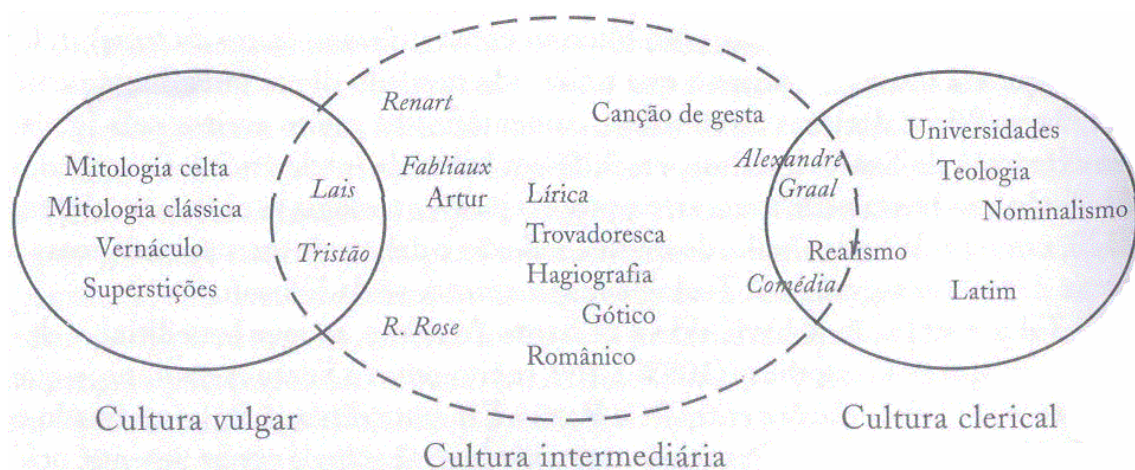 Renart
Canção de gesta
Universidades
Mitologia celta
Fabliaux
Alexandre
Teologia
Mitologia clássica
Lais
Artur
Lírica
Graal
Nominalismo
Vernáculo
Tristão
Trovadoresca
Realismo
Superstições
Hagiografia
Comédia
Latim
R. Rose
Gótico
Românico
Cultura vulgar
Cultura clerical
Cultura intermediária